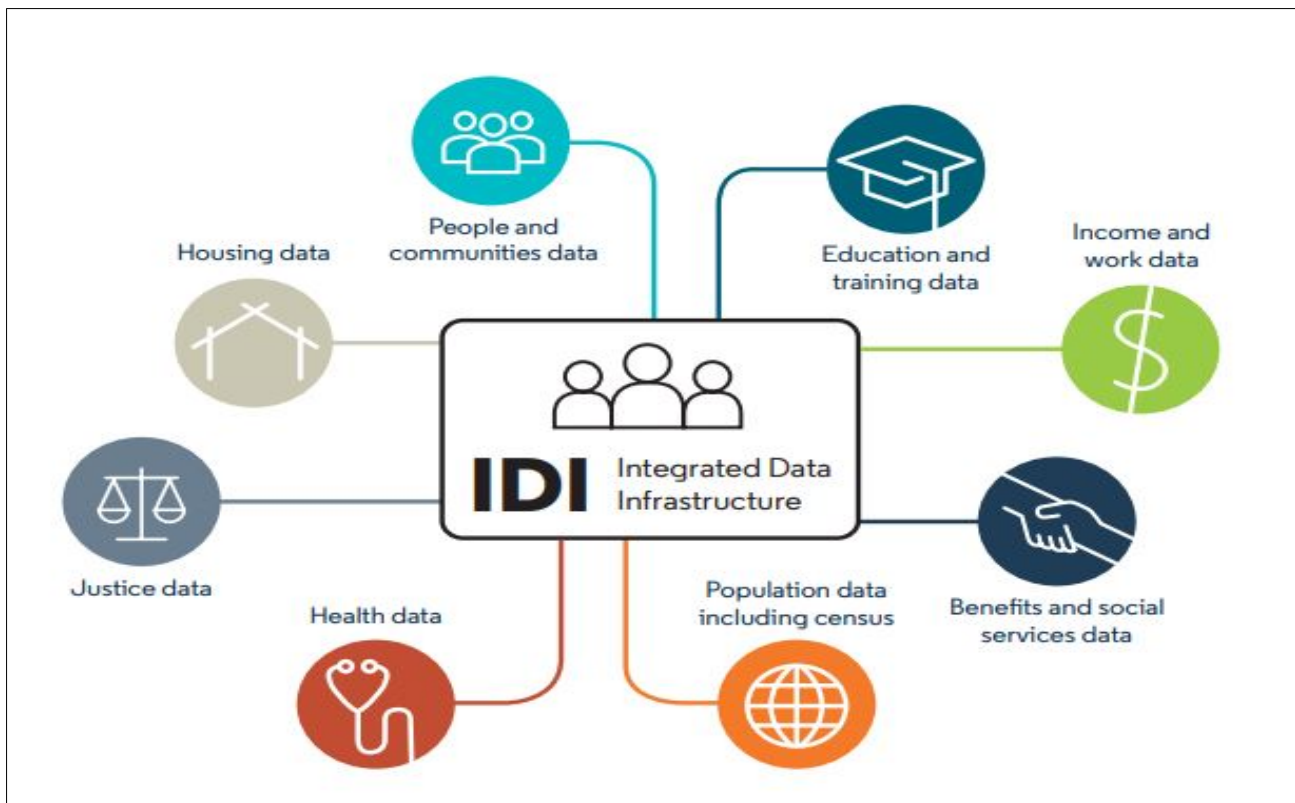 People and
communities data
Education and
training data
Housing data
Income and
work data
IDI
Integrated Data
Infrastructure
Justice data
Health data
Population data
including census
Benefits and social
services data